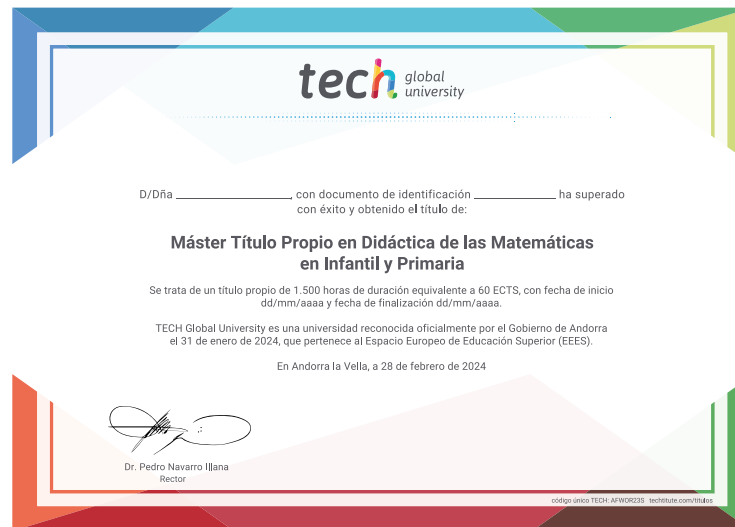 tech global
university
D/Dña ____________, con documento de identificación ____________ ha superado
con éxito y obtenido el título de:
Máster Título Propio en Didáctica de las Matemáticas
en Infantil y Primaria
Se trata de un título propio de 1.500 horas de duración equivalente a 60 ECTS, con fecha de inicio
dd/mm/aaaa y fecha de finalización dd/mm/aaaa.
TECH Global University es una universidad reconocida oficialmente por el Gobierno de Andorra
el 31 de enero de 2024, que pertenece al Espacio Europeo de Educación Superior (EEES).
En Andorra la Vella, a 28 de febrero de 2024
Dr. Pedro Navarro Illana
Rector
código único TECH: AFWOR23S techtitute.com/titulos